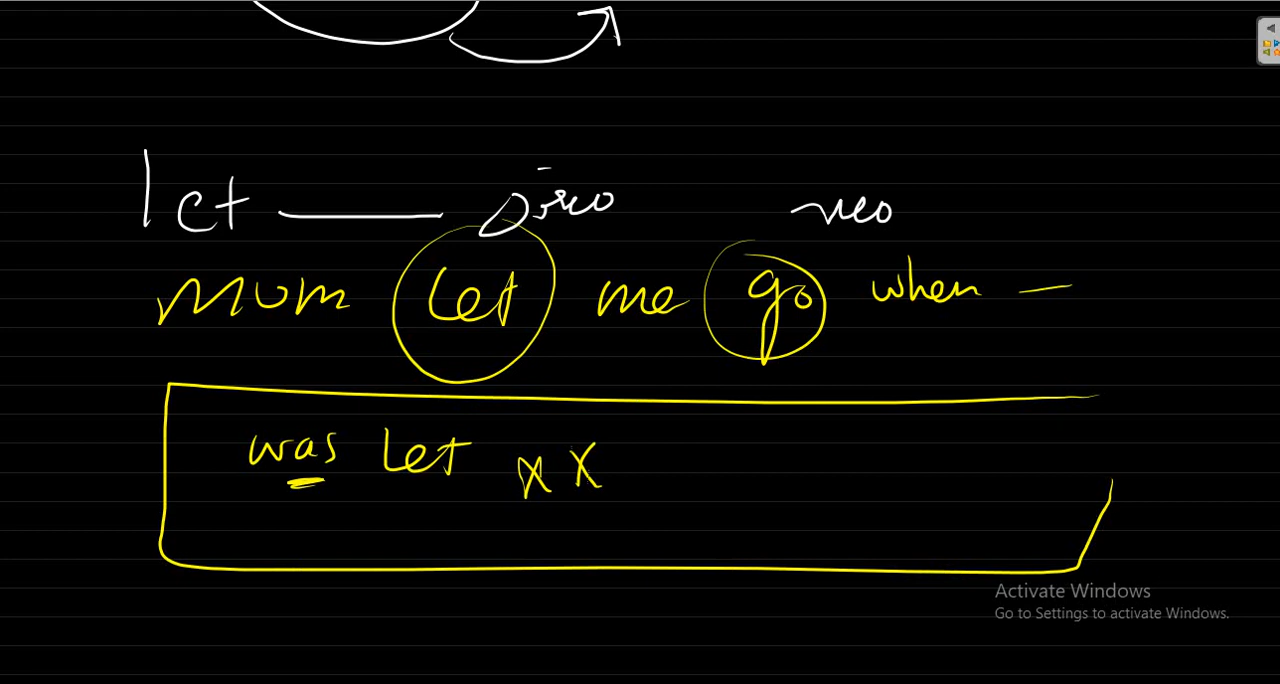 let
Mum let me go when —
was let x X
Activate Windows
Go to Settings to activate Windows.